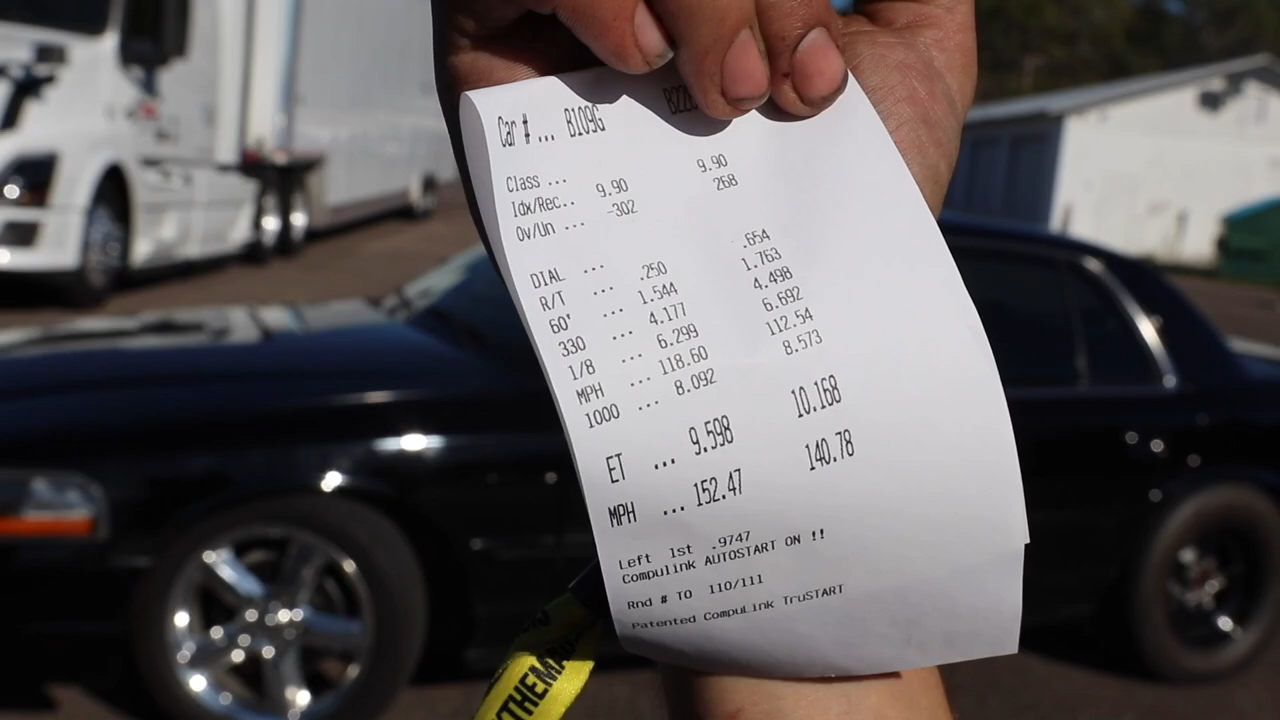 Car # ... B109G
Class ... 9.90
Idx/Rec.. 9.90 268
Ov/Un ... -302
DIAL ... .654
R/T ... .250 1.763
60' ... 1.544 4.498
330 ... 4.177 6.692
1/8 ... 6.299 112.54
MPH ... 118.60 8.573
1000 ... 8.092
ET ... 9.598 10.168
MPH ... 152.47 140.78
Left 1st .9747
Compulink AUTOSTART ON !!
Rnd # TO 110/111
Patented CompuLink TruSTART